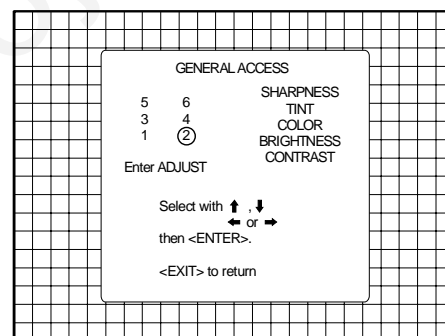 GENERAL ACCESS
5 6
3 4
1 2
SHARPNESS
TINT
COLOR
BRIGHTNESS
CONTRAST
Enter ADJUST
Select with ↑ , ↓
← or →
then <ENTER>.
<EXIT> to return